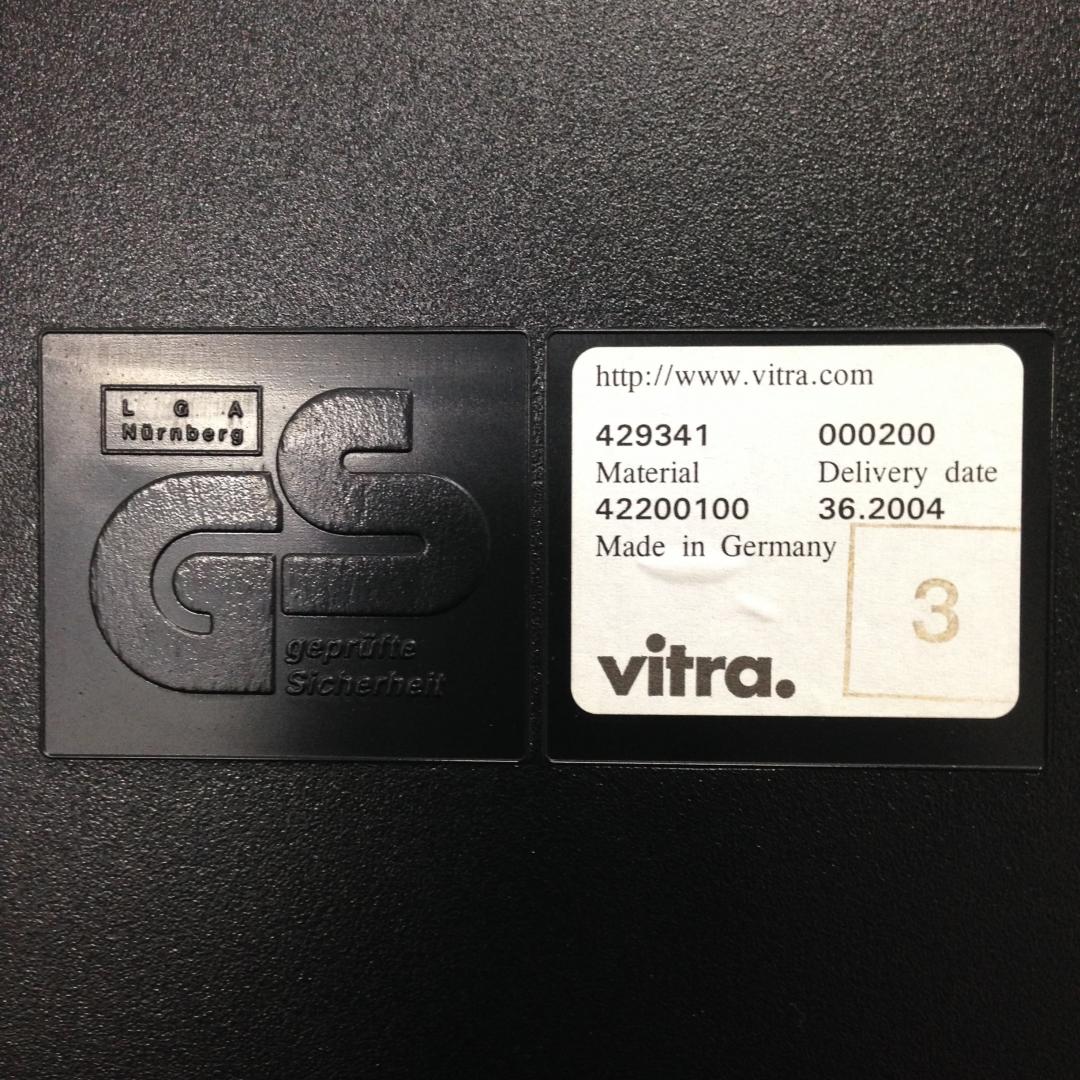 L G A
Nürnberg
GS
geprüfte
Sicherheit
http://www.vitra.com
429341 000200
Material Delivery date
42200100 36.2004
Made in Germany
3
vitra.